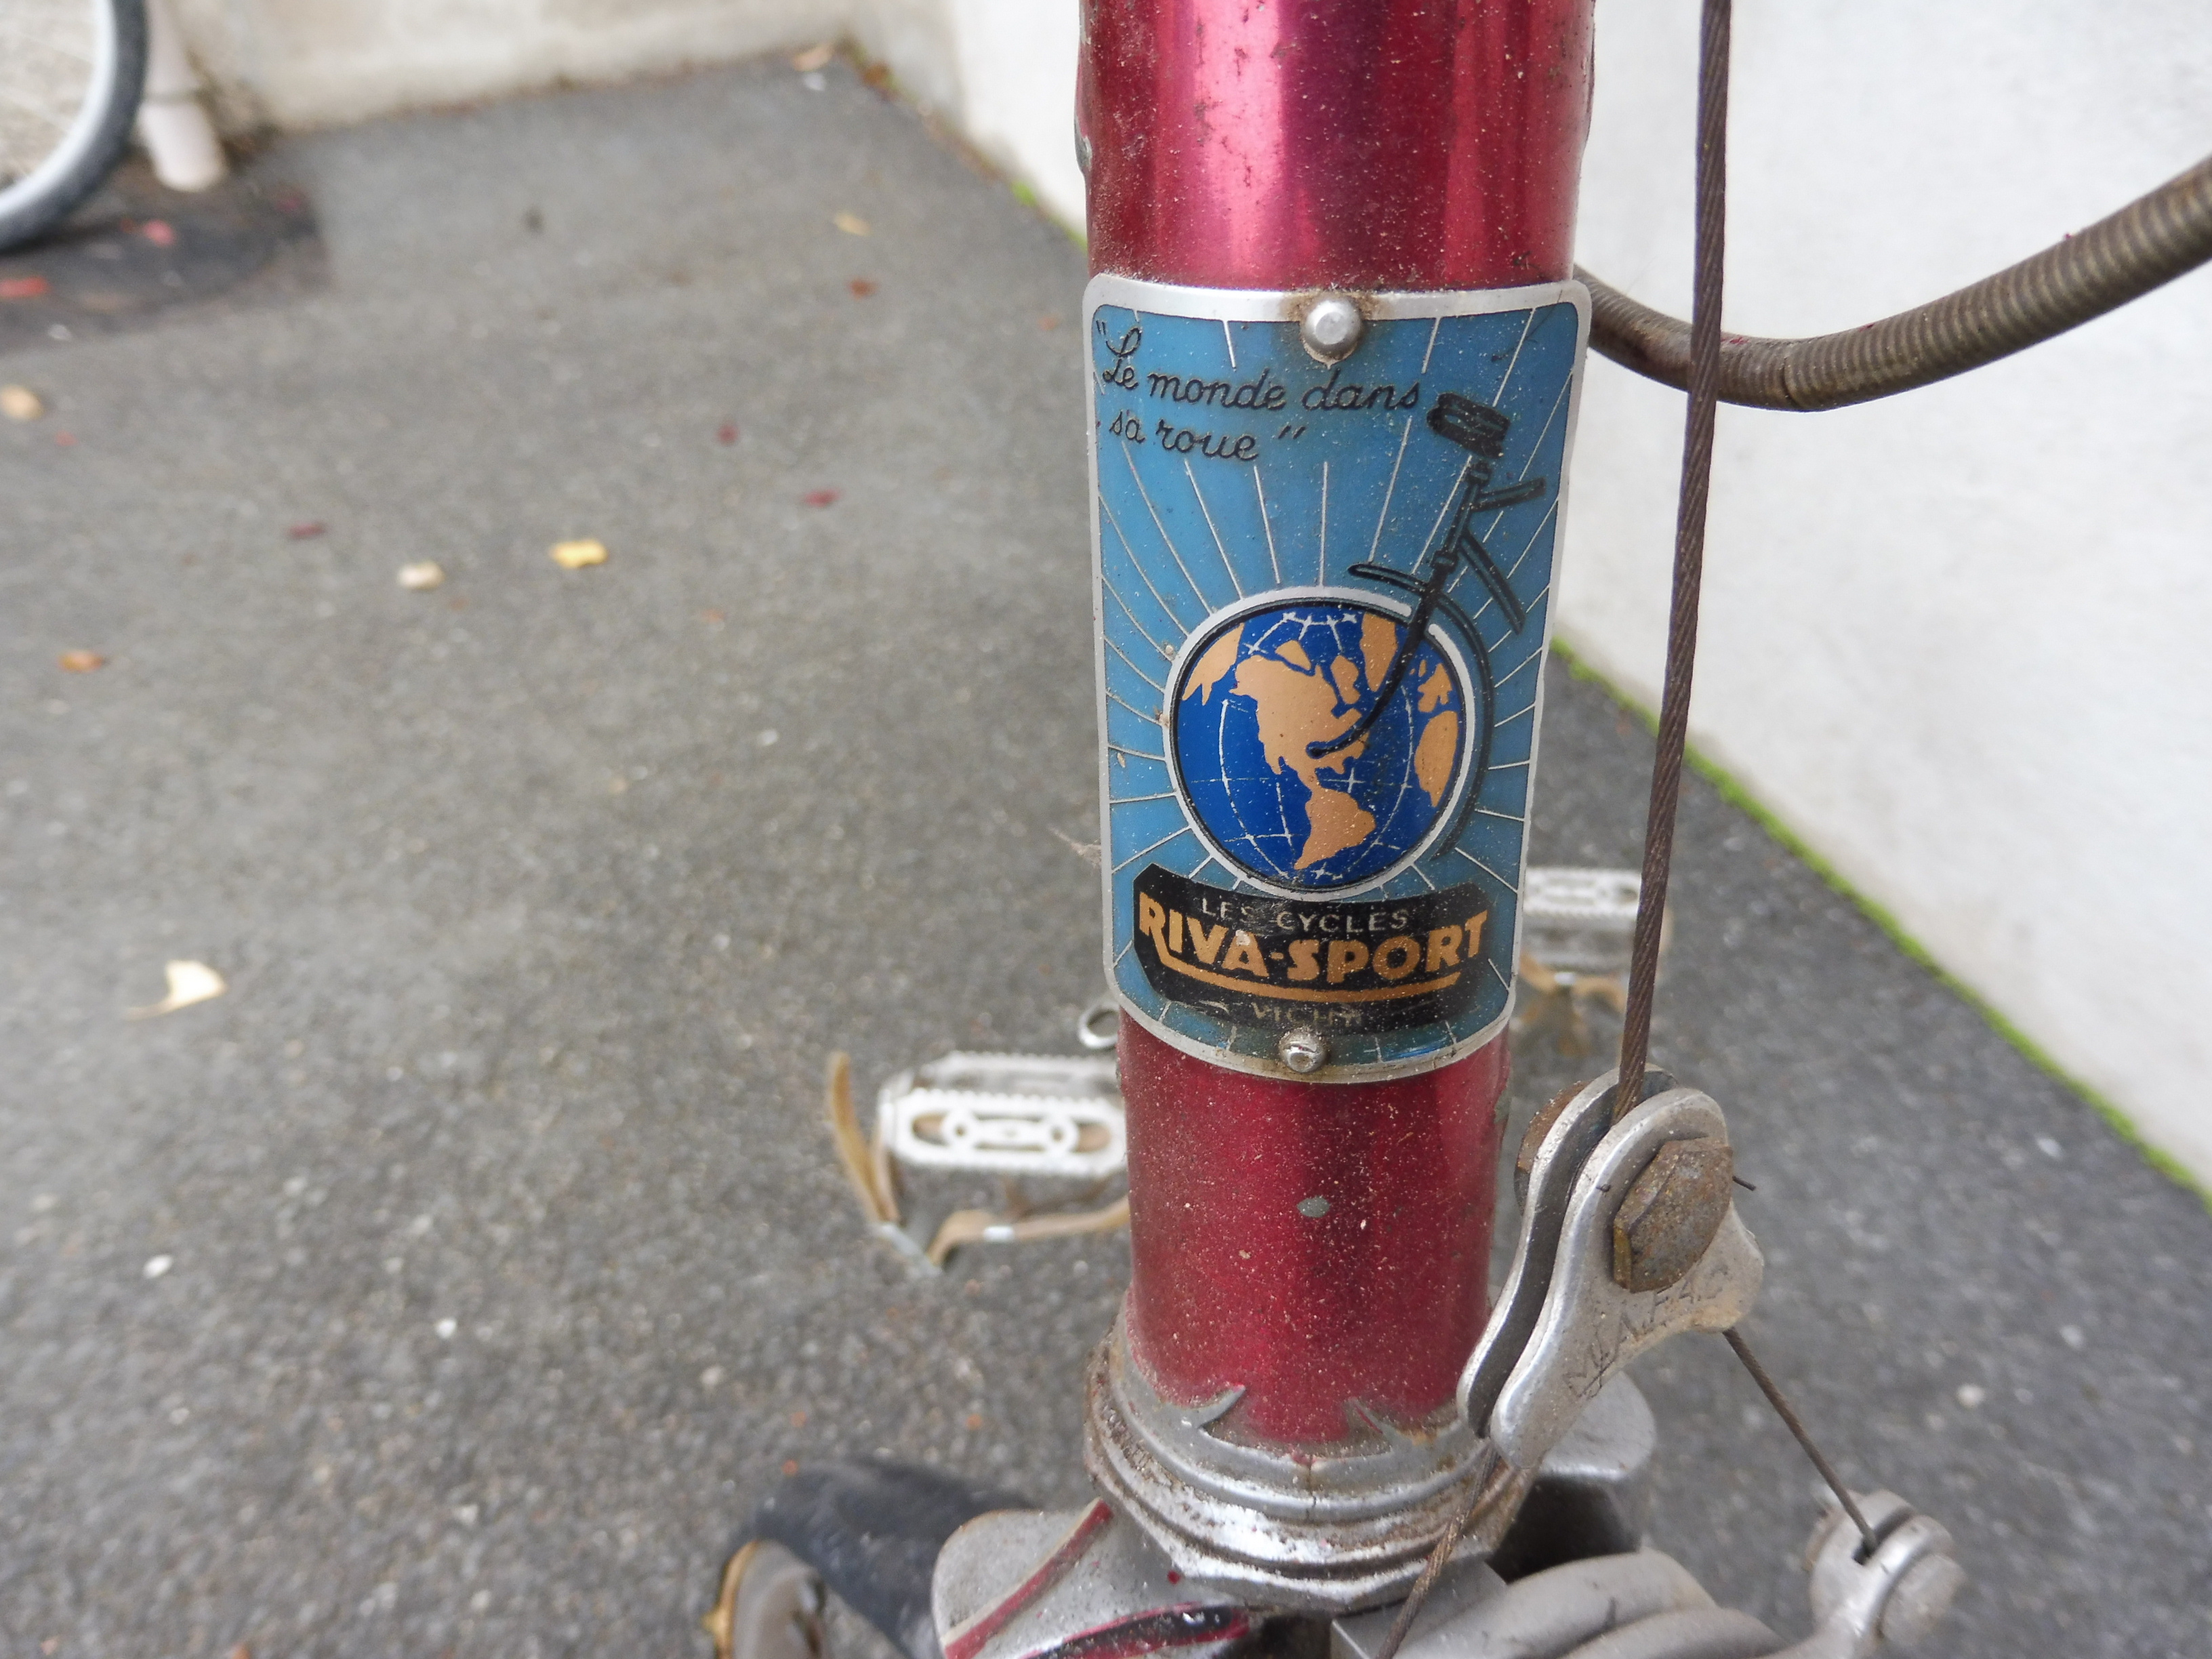 "Le monde dans
sa roue"
LES CYCLES
RIVA-SPORT
VICHY
MAFAC